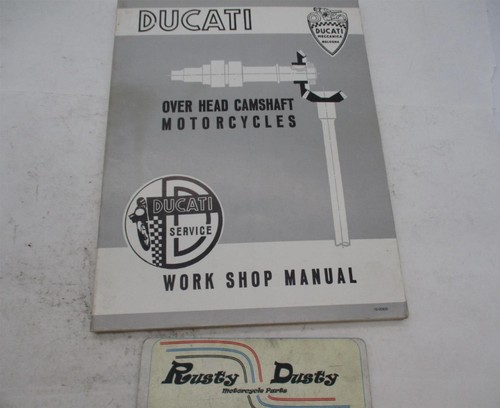 DUCATI
DUCATI
MECCANICA
BOLOGNA
OVER HEAD CAMSHAFT
MOTORCYCLES
DUCATI
SERVICE
WORK SHOP MANUAL
Rusty Dusty
Motorcycle Parts